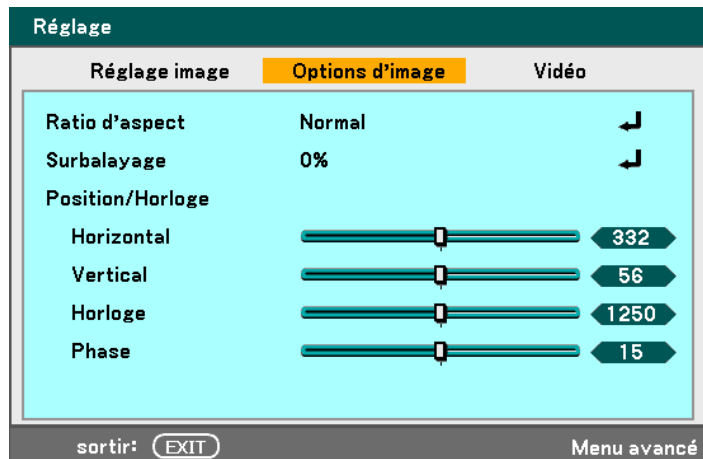 Réglage
Réglage image Options d'image Vidéo
Ratio d'aspect Normal
Surbalayage 0%
Position/Horloge
Horizontal 332
Vertical 56
Horloge 1250
Phase 15
sortir: EXIT Menu avancé